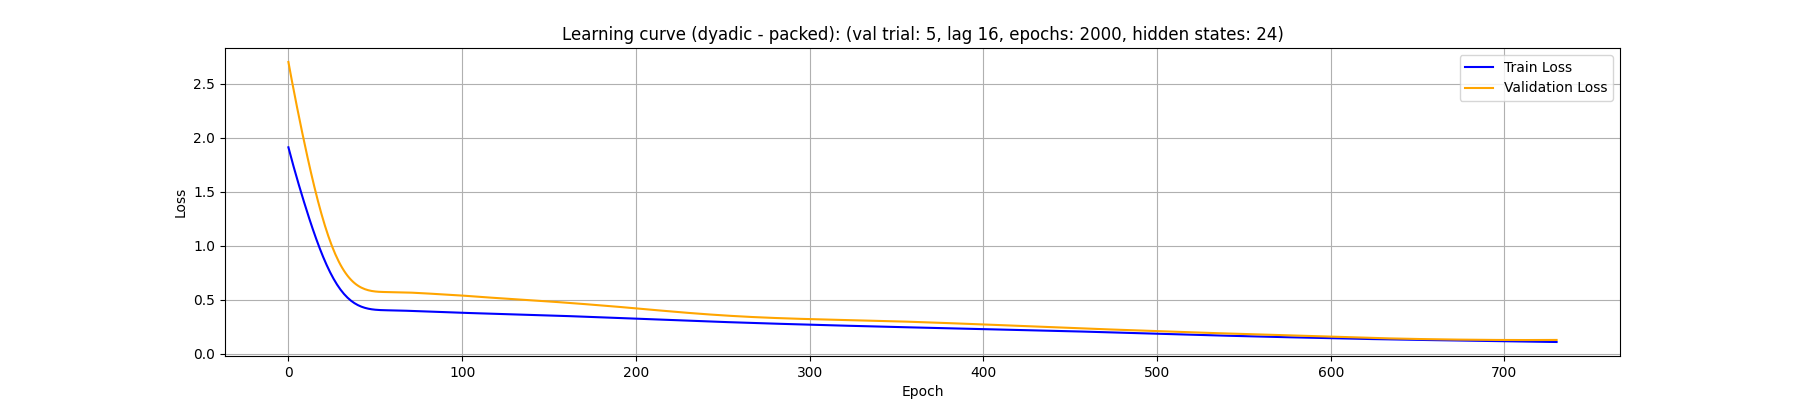 Learning curve (dyadic - packed): (val trial: 5, lag 16, epochs: 2000, hidden states: 24)
Train Loss
Validation Loss
2.5
2.0
1.5
1.0
0.5
0.0
Loss
0 100 200 300 400 500 600 700
Epoch